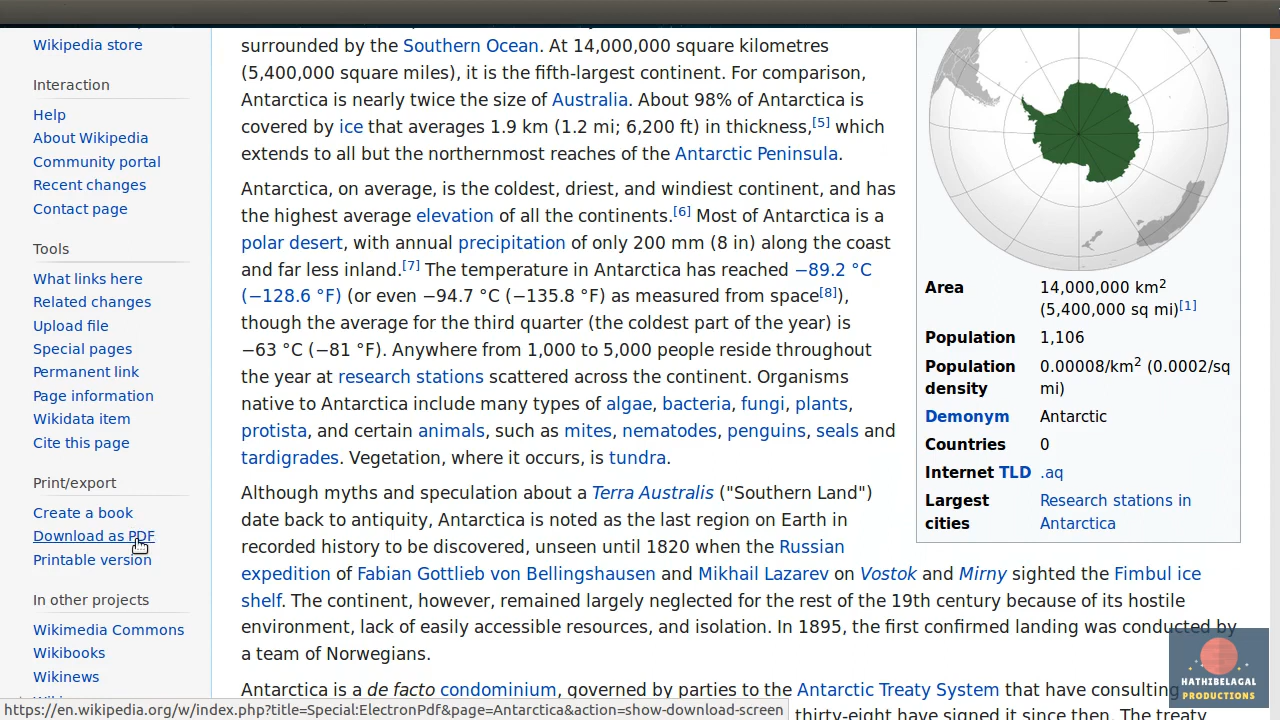 Wikipedia store
Interaction
Help
About Wikipedia
Community portal
Recent changes
Contact page
Tools
What links here
Related changes
Upload file
Special pages
Permanent link
Page information
Wikidata item
Cite this page
Print/export
Create a book
Download as PDF
Printable version
In other projects
Wikimedia Commons
Wikibooks
Wikinews
surrounded by the Southern Ocean. At 14,000,000 square kilometres
(5,400,000 square miles), it is the fifth-largest continent. For comparison,
Antarctica is nearly twice the size of Australia. About 98% of Antarctica is
covered by ice that averages 1.9 km (1.2 mi; 6,200 ft) in thickness,[5] which
extends to all but the northernmost reaches of the Antarctic Peninsula.
Antarctica, on average, is the coldest, driest, and windiest continent, and has
the highest average elevation of all the continents.[6] Most of Antarctica is a
polar desert, with annual precipitation of only 200 mm (8 in) along the coast
and far less inland.[7] The temperature in Antarctica has reached −89.2 °C
(−128.6 °F) (or even −94.7 °C (−135.8 °F) as measured from space[8]),
though the average for the third quarter (the coldest part of the year) is
−63 °C (−81 °F). Anywhere from 1,000 to 5,000 people reside throughout
the year at research stations scattered across the continent. Organisms
native to Antarctica include many types of algae, bacteria, fungi, plants,
protista, and certain animals, such as mites, nematodes, penguins, seals and
tardigrades. Vegetation, where it occurs, is tundra.
Although myths and speculation about a Terra Australis ("Southern Land")
date back to antiquity, Antarctica is noted as the last region on Earth in
recorded history to be discovered, unseen until 1820 when the Russian
expedition of Fabian Gottlieb von Bellingshausen and Mikhail Lazarev on Vostok and Mirny sighted the Fimbul ice
shelf. The continent, however, remained largely neglected for the rest of the 19th century because of its hostile
environment, lack of easily accessible resources, and isolation. In 1895, the first confirmed landing was conducted by
a team of Norwegians.
Antarctica is a de facto condominium, governed by parties to the Antarctic Treaty System that have consulting
thirty-eight have signed it since then. The treaty
Area 14,000,000 km2
(5,400,000 sq mi)[1]
Population 1,106
Population 0.00008/km2 (0.0002/sq
density mi)
Demonym Antarctic
Countries 0
Internet TLD .aq
Largest Research stations in
cities Antarctica
HATHIBELAGAL
PRODUCTIONS
https://en.wikipedia.org/w/index.php?title=Special:ElectronPdf&page=Antarctica&action=show-download-screen